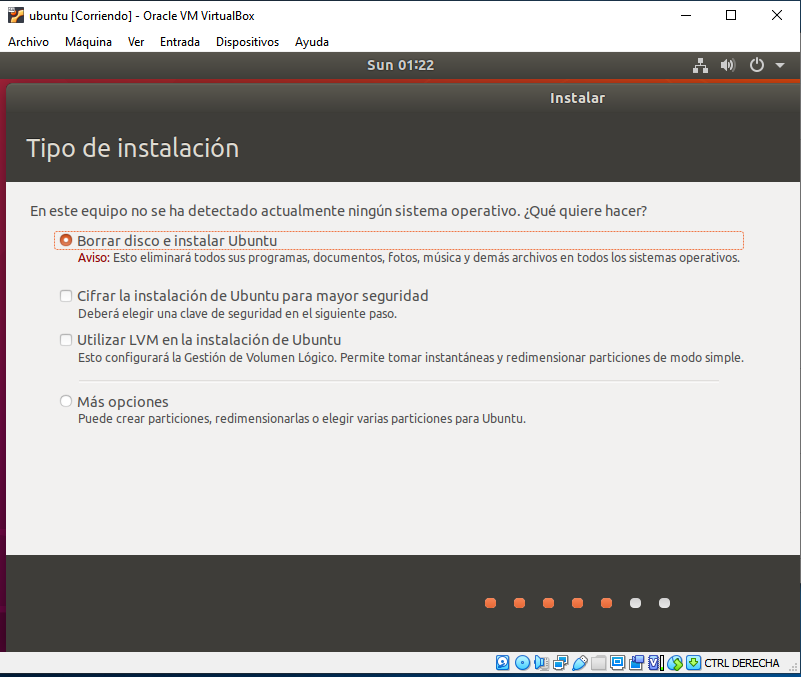 ubuntu [Corriendo] - Oracle VM VirtualBox
Archivo Máquina Ver Entrada Dispositivos Ayuda
Sun 01:22
Instalar
Tipo de instalación
En este equipo no se ha detectado actualmente ningún sistema operativo. ¿Qué quiere hacer?
Borrar disco e instalar Ubuntu
Aviso: Esto eliminará todos sus programas, documentos, fotos, música y demás archivos en todos los sistemas operativos.
Cifrar la instalación de Ubuntu para mayor seguridad
Deberá elegir una clave de seguridad en el siguiente paso.
Utilizar LVM en la instalación de Ubuntu
Esto configurará la Gestión de Volumen Lógico. Permite tomar instantáneas y redimensionar particiones de modo simple.
Más opciones
Puede crear particiones, redimensionarlas o elegir varias particiones para Ubuntu.
CTRL DERECHA